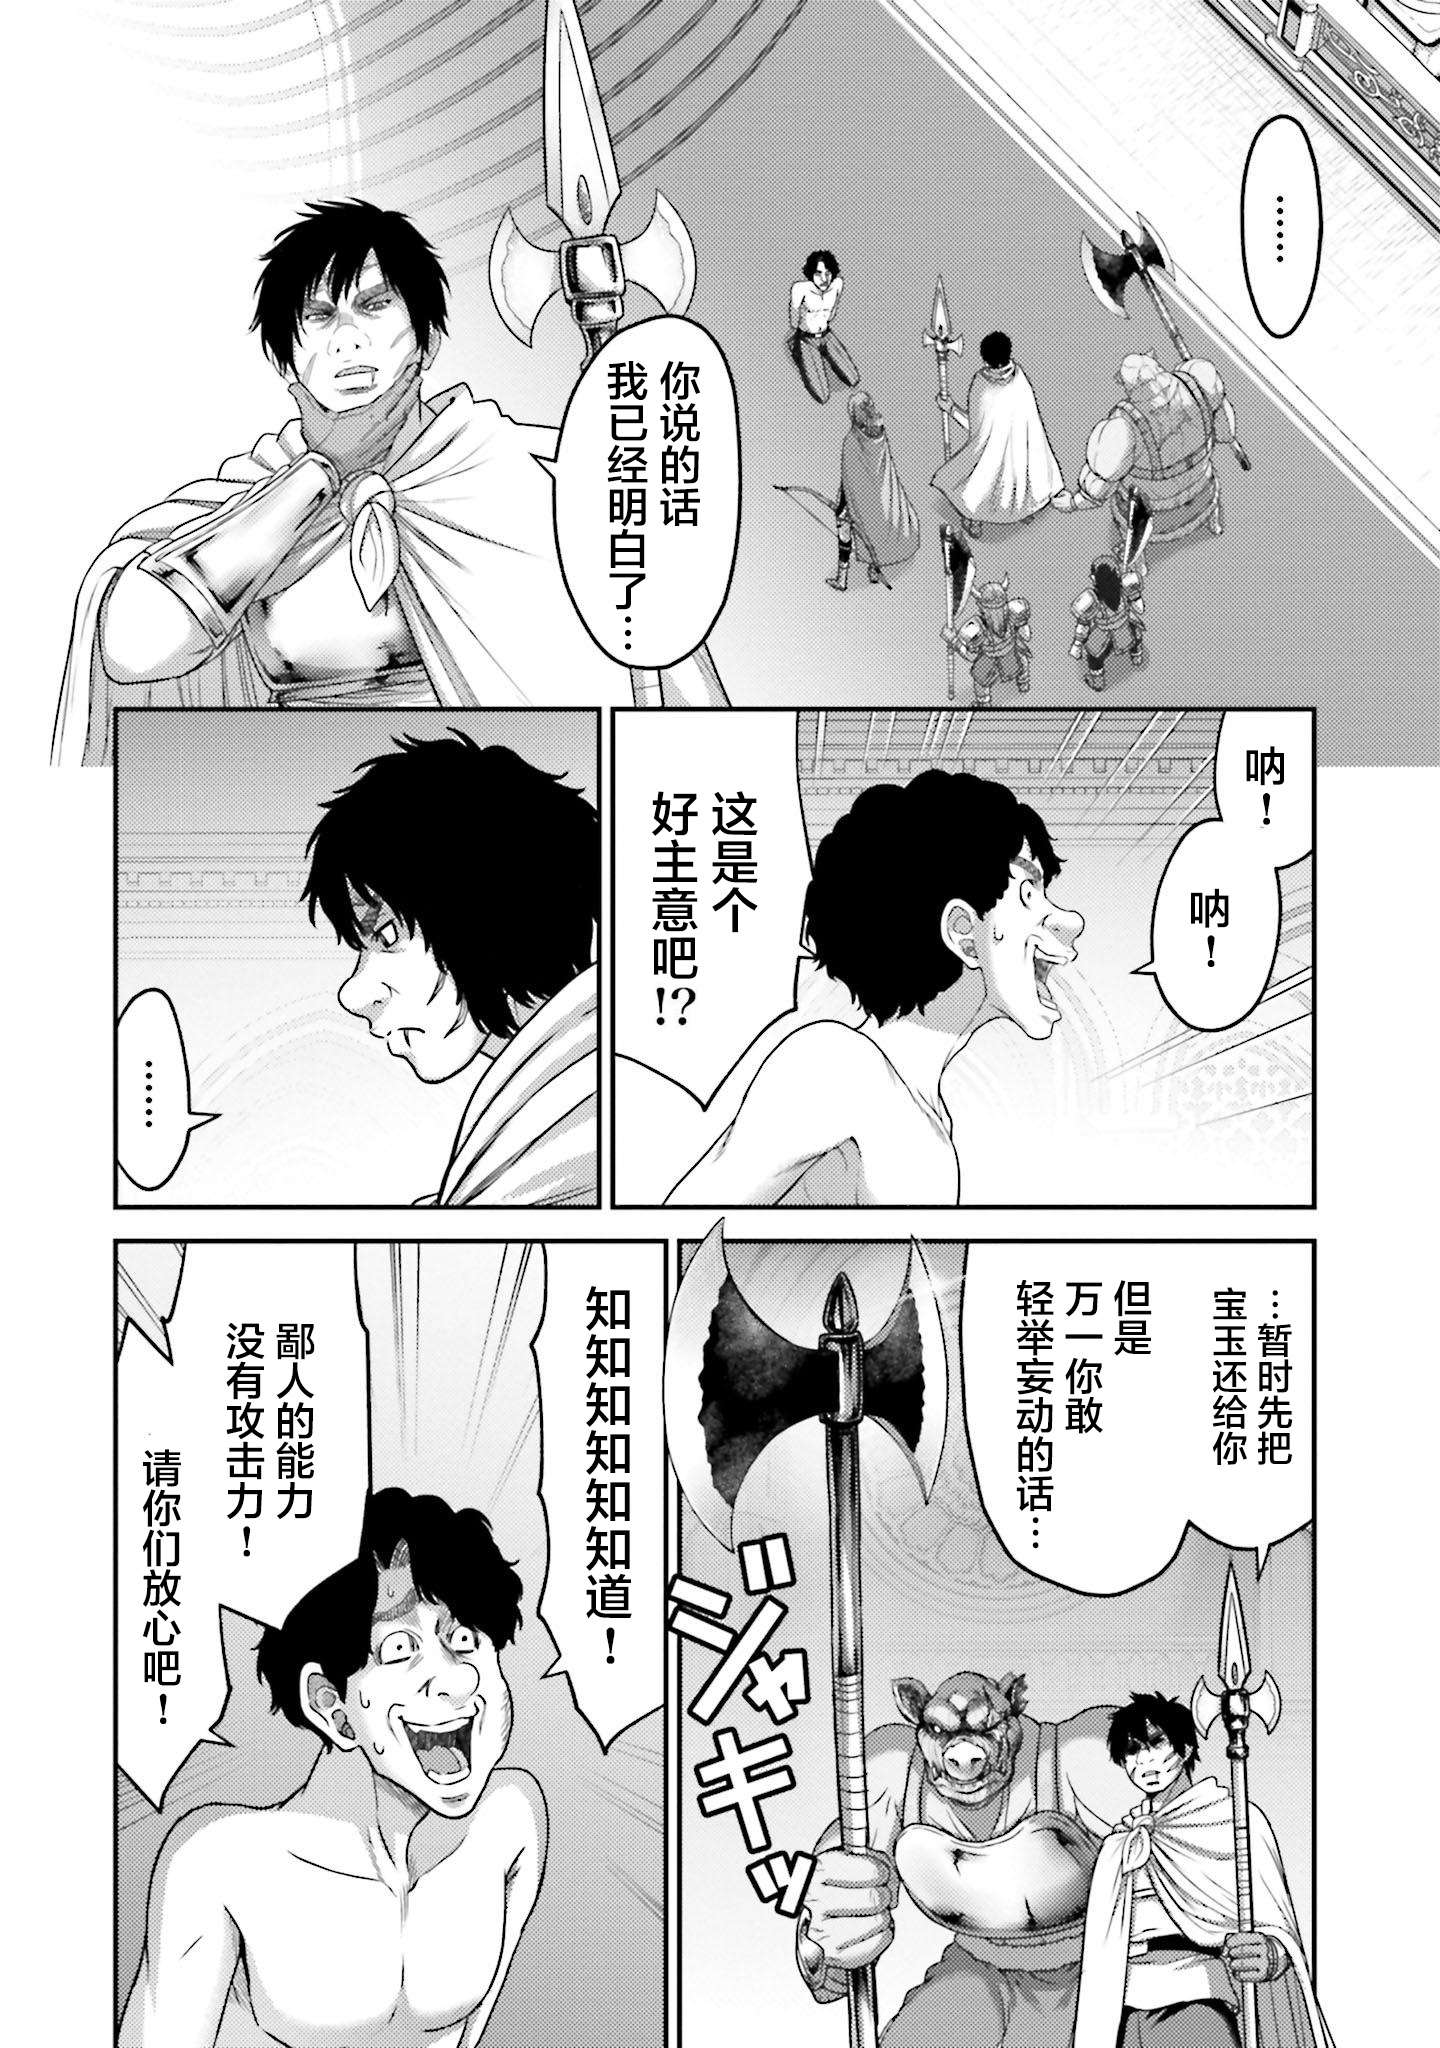 ……
你说的话
我已经明白了…
呐！
呐！
这是个
好主意吧!?
……
…暂时先把
宝玉还给你
但是
万一你敢
轻举妄动的话…
ジャキッ
知知知知知知道！
鄙人的能力
没有攻击力！
请你们放心吧！